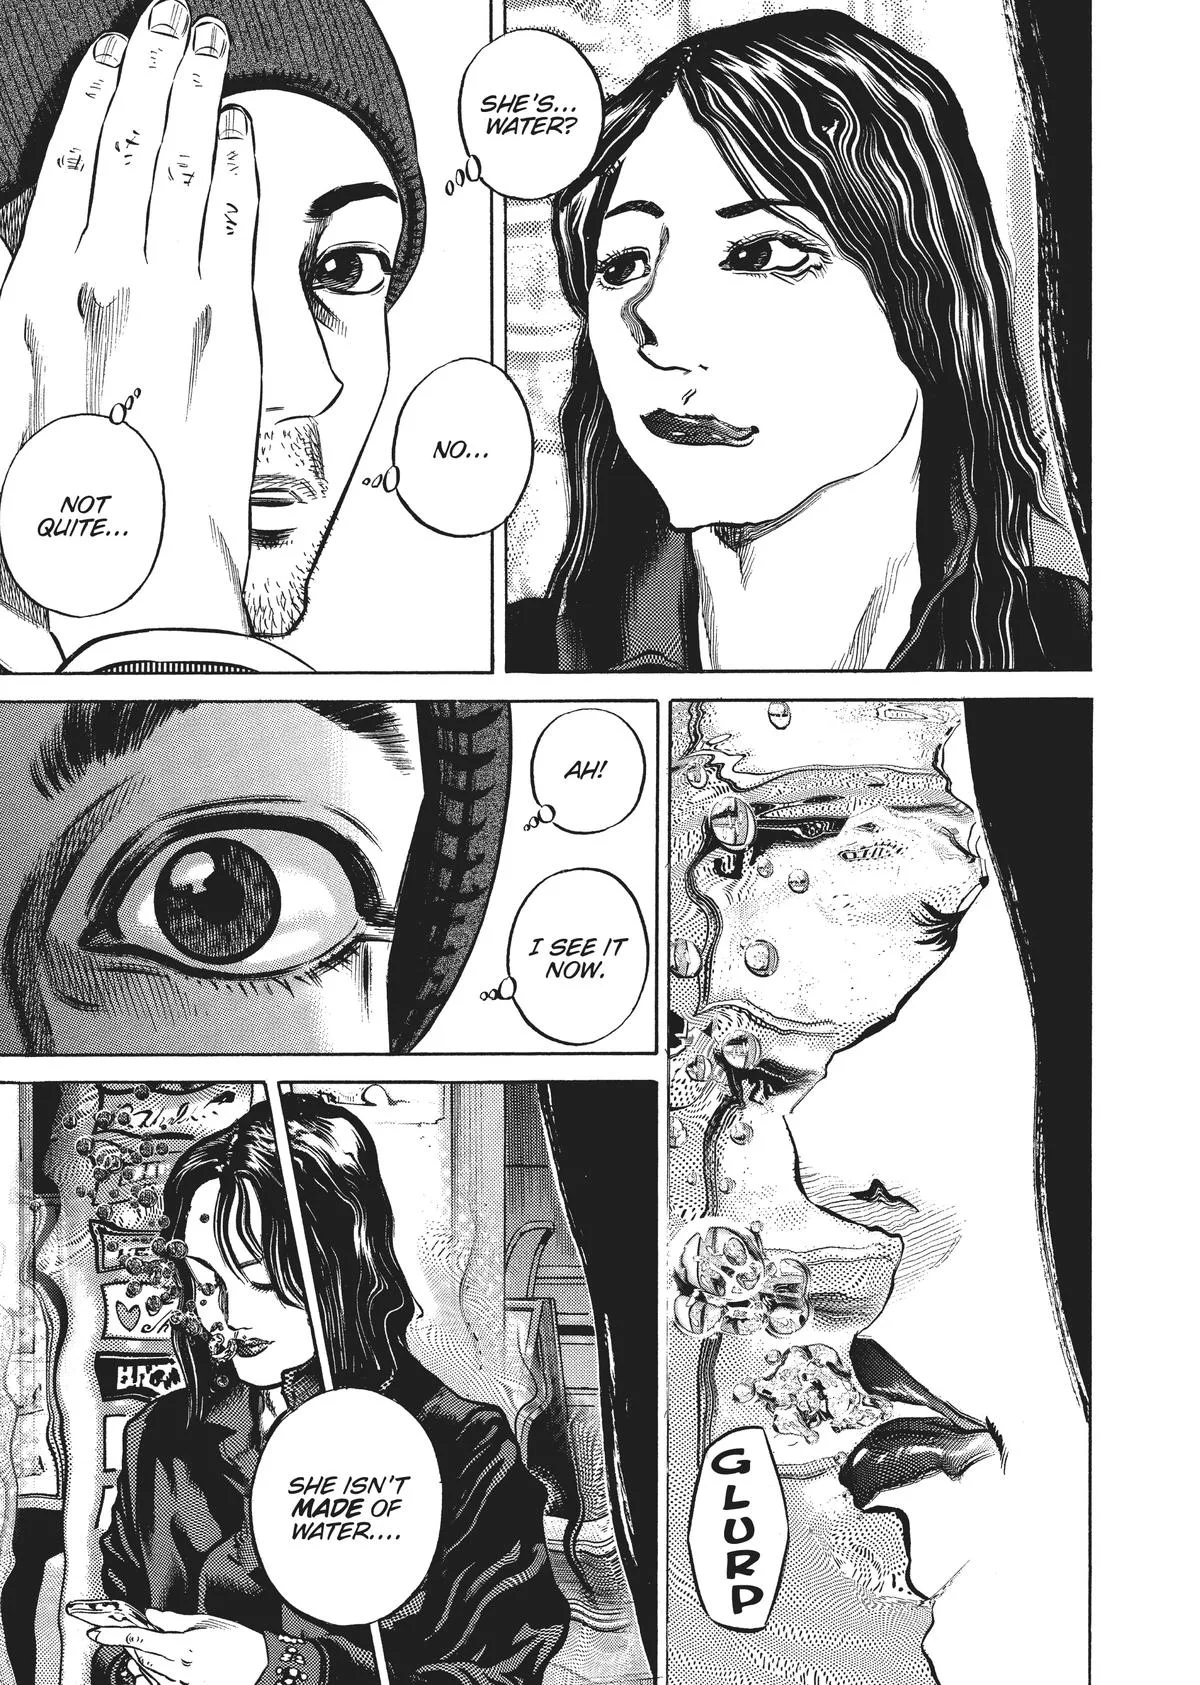 SHE'S...
WATER?
NO...
NOT
QUITE...
AH!
I SEE IT
NOW.
GLURP
SHE ISN'T
MADE OF
WATER....